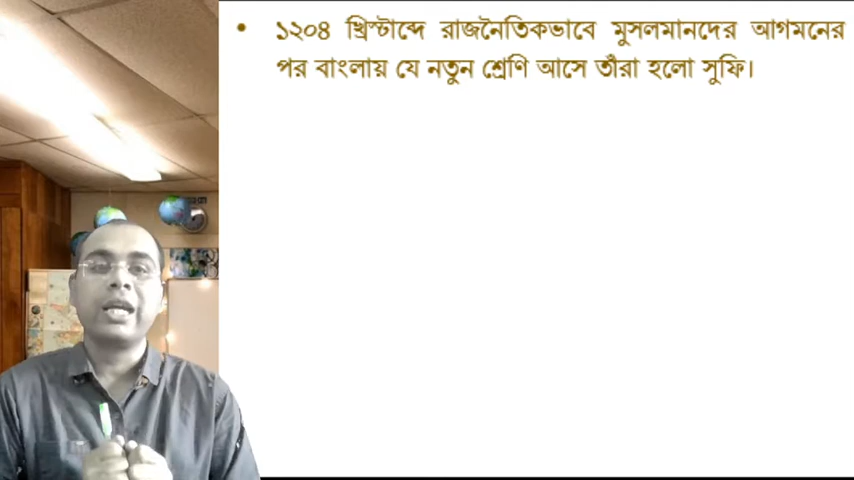 • ১২০৪ খ্রিস্টাব্দে রাজনৈতিকভাবে মুসলমানদের আগমনের
পর বাংলায় যে নতুন শ্রেণি আসে তাঁরা হলো সুফি।